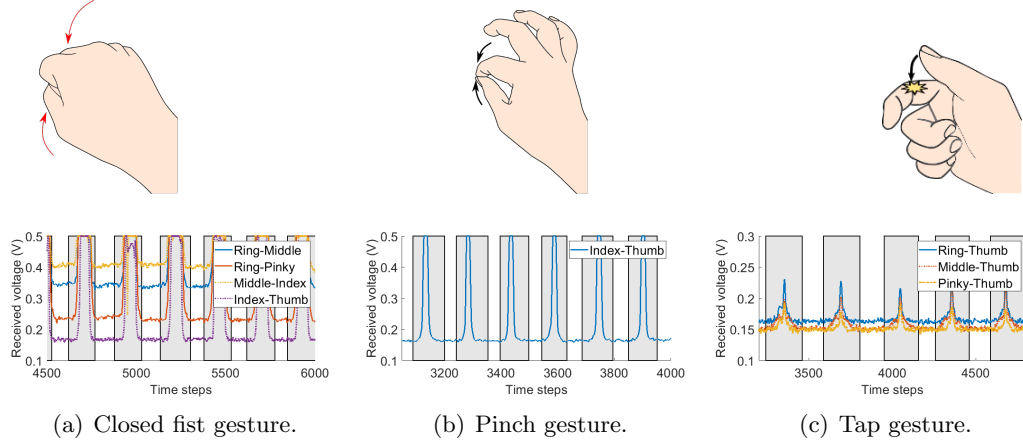 0.5
0.4
0.3
0.2
0.1
Received voltage (V)
4500
5000
5500
6000
Time steps
Ring-Middle
Ring-Pinky
Middle-Index
Index-Thumb
(a) Closed fist gesture.
0.5
0.4
0.3
0.2
0.1
Received voltage (V)
3200
3400
3600
3800
4000
Time steps
Index-Thumb
(b) Pinch gesture.
0.3
0.25
0.2
0.15
0.1
Received voltage (V)
3500
4000
4500
Time steps
Ring-Thumb
Middle-Thumb
Pinky-Thumb
(c) Tap gesture.